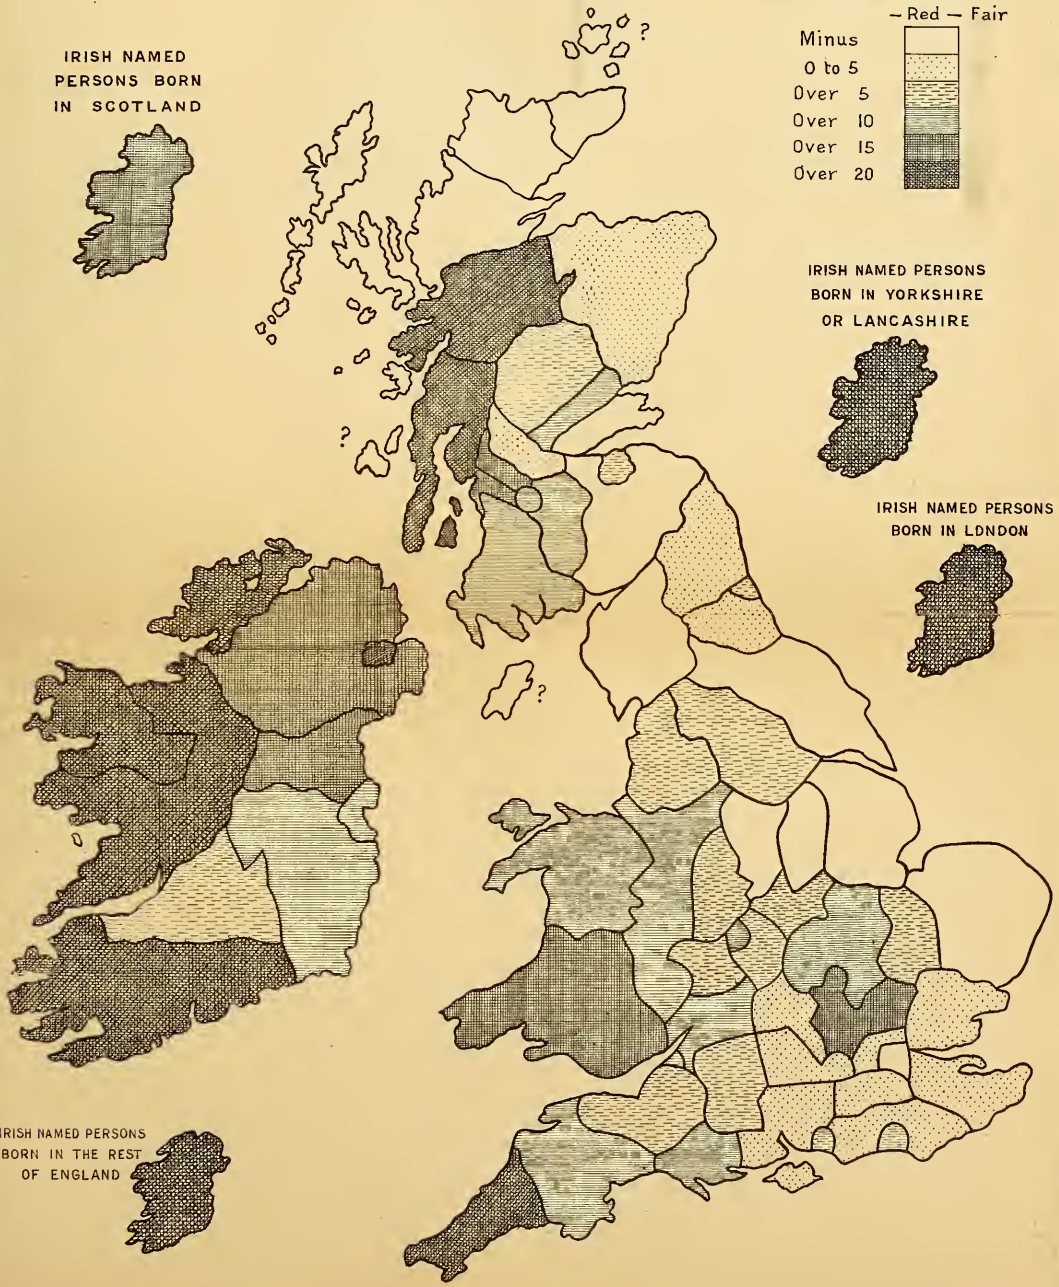 – Red – Fair
Minus
0 to 5
Over 5
Over 10
Over 15
Over 20
IRISH NAMED
PERSONS BORN
IN SCOTLAND
?
IRISH NAMED PERSONS
BORN IN YORKSHIRE
OR LANCASHIRE
?
IRISH NAMED PERSONS
BORN IN LONDON
?
IRISH NAMED PERSONS
BORN IN THE REST
OF ENGLAND